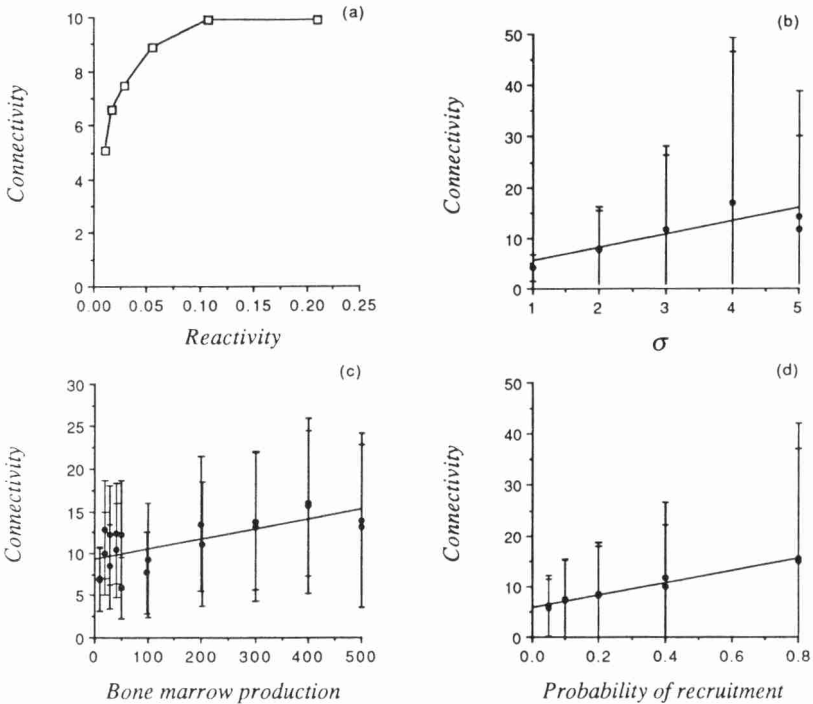 (a)
Connectivity
10
8
6
4
2
0
0.00 0.05 0.10 0.15 0.20 0.25
Reactivity
(b)
Connectivity
50
40
30
20
10
0
1 2 3 4 5
σ
(c)
Connectivity
30
25
20
15
10
5
0
0 100 200 300 400 500
Bone marrow production
(d)
Connectivity
50
40
30
20
10
0
0.0 0.2 0.4 0.6 0.8
Probability of recruitment